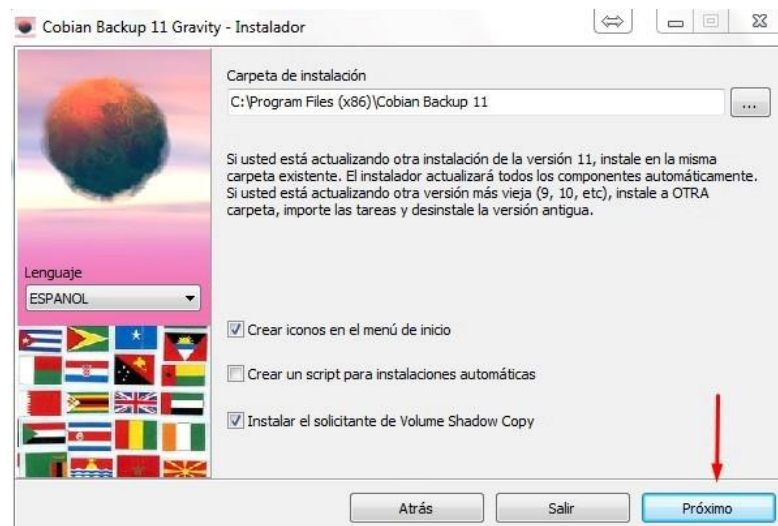 Cobian Backup 11 Gravity - Instalador
Carpeta de instalación
C:\Program Files (x86)\Cobian Backup 11
...
Si usted está actualizando otra instalación de la versión 11, instale en la misma
carpeta existente. El instalador actualizará todos los componentes automáticamente.
Si usted está actualizando otra versión más vieja (9, 10, etc), instale a OTRA
carpeta, importe las tareas y desinstale la versión antigua.
Lenguaje
ESPANOL
Crear iconos en el menú de inicio
Crear un script para instalaciones automáticas
Instalar el solicitante de Volume Shadow Copy
Atrás
Salir
Próximo